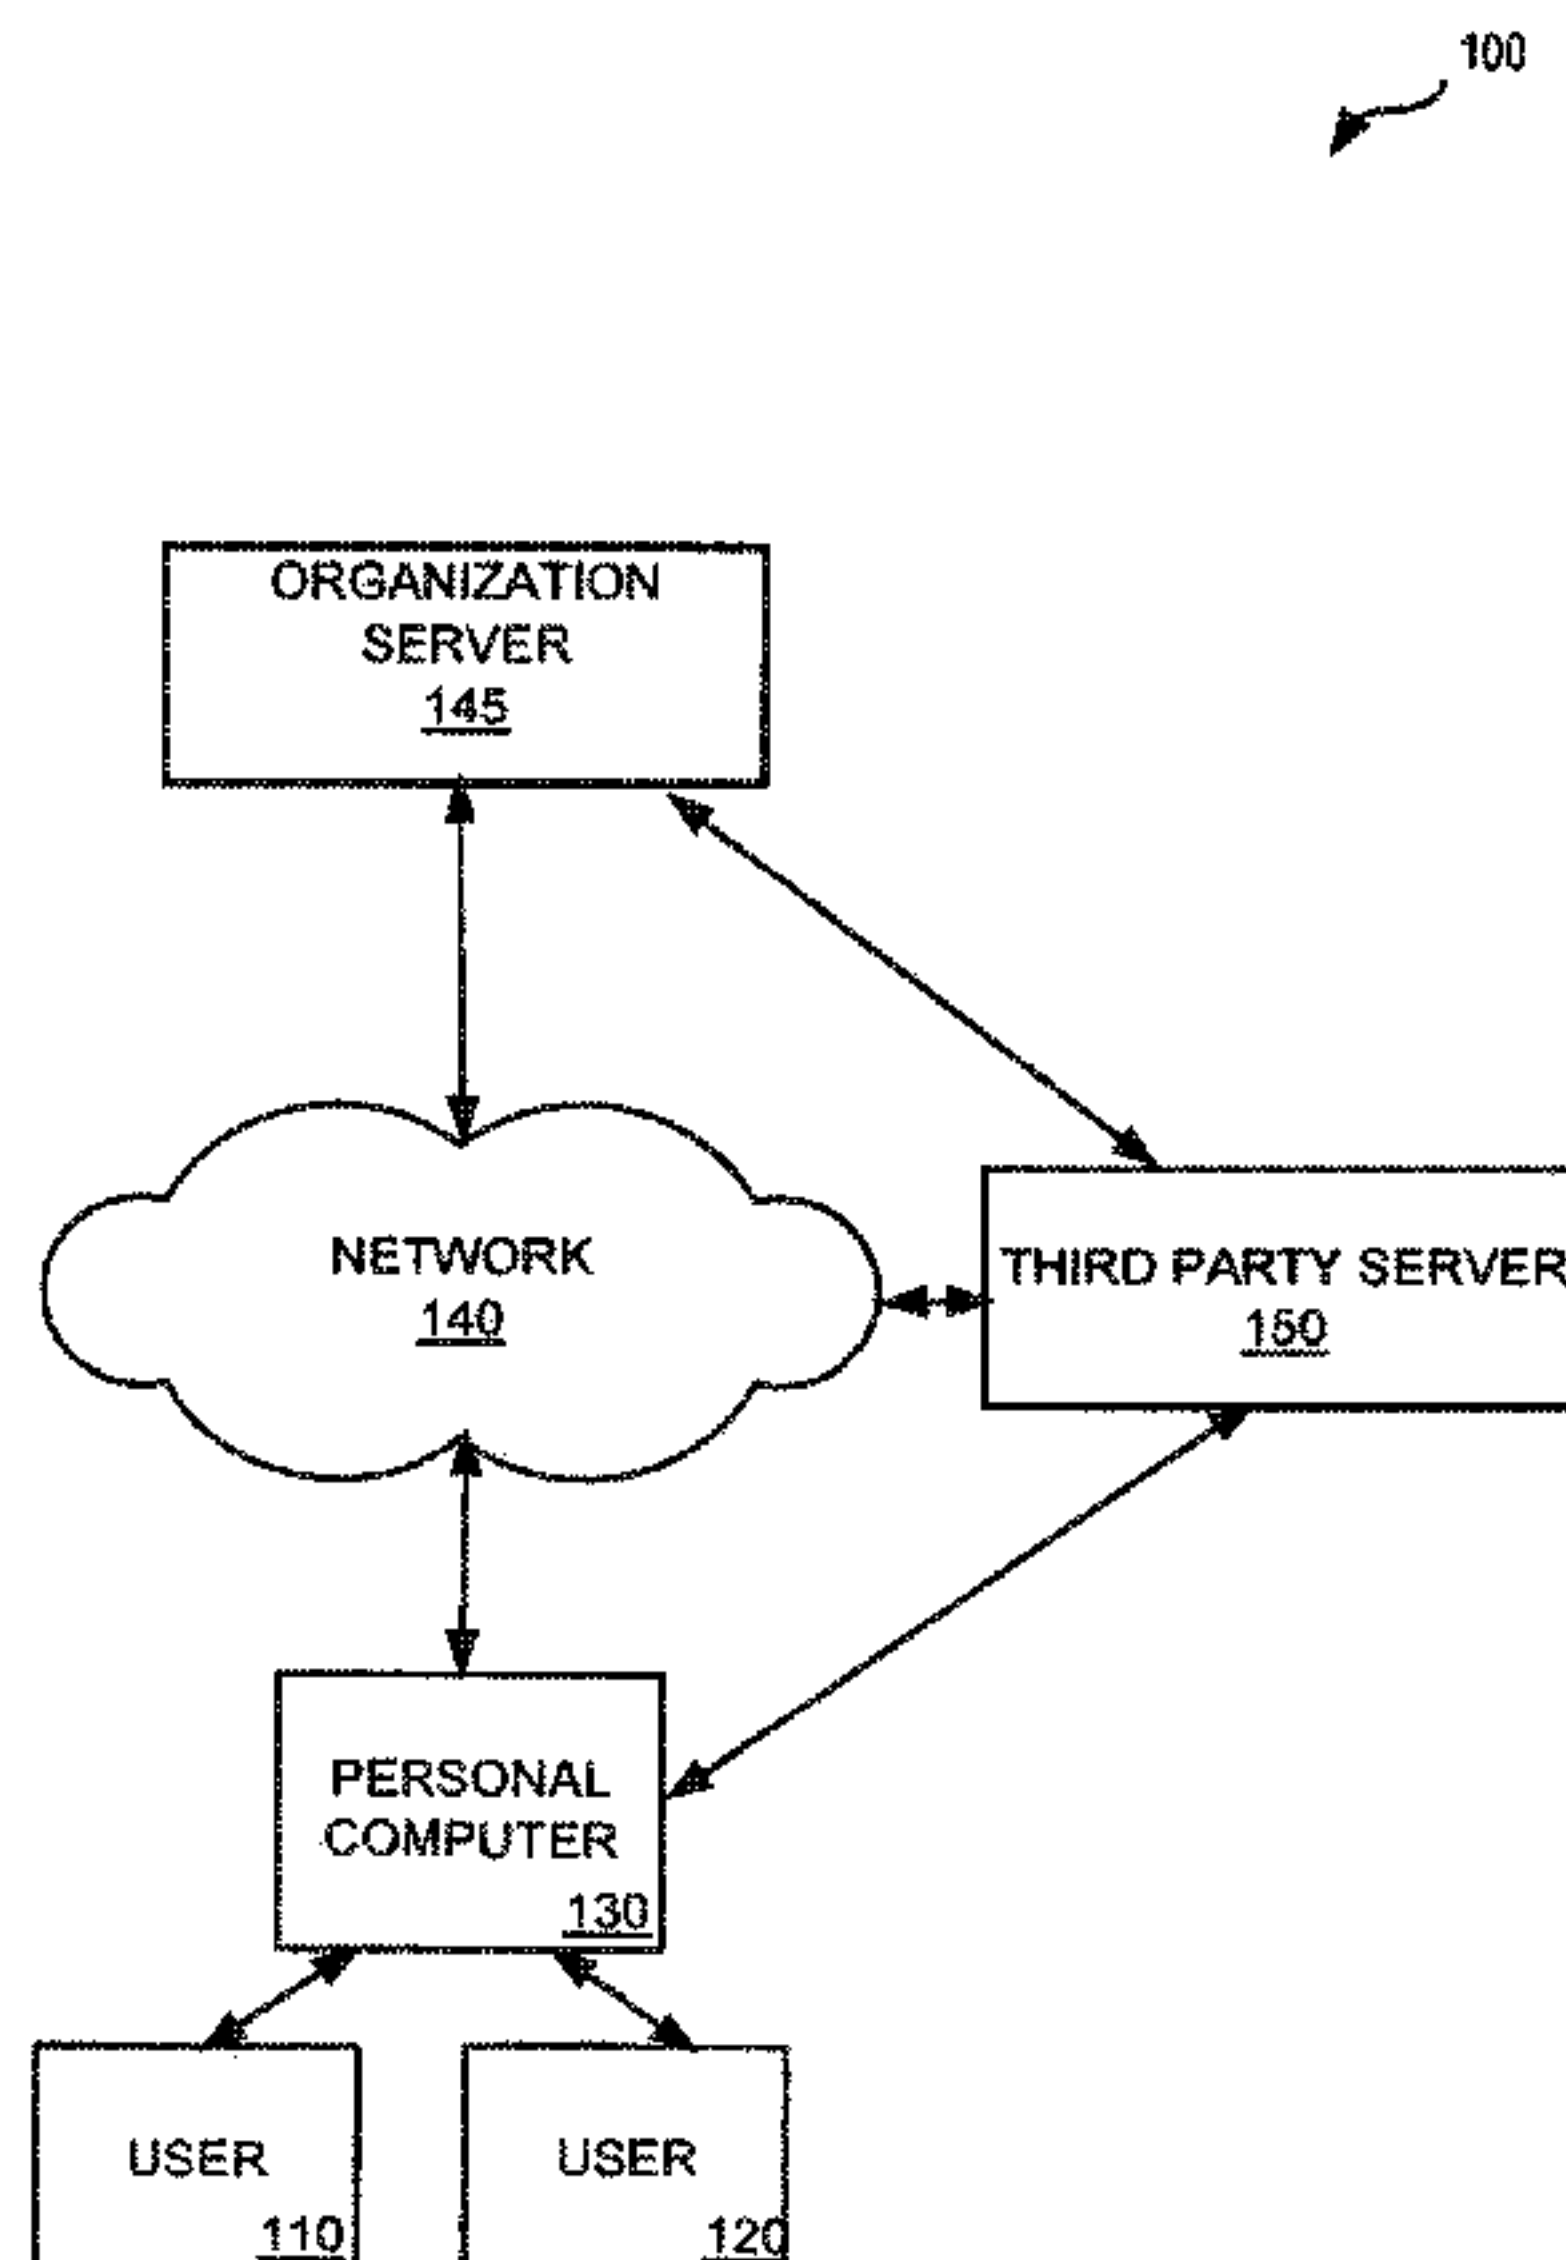 100
ORGANIZATION
SERVER
145
NETWORK
140
THIRD PARTY SERVER
150
PERSONAL
COMPUTER
130
USER
110
USER
120